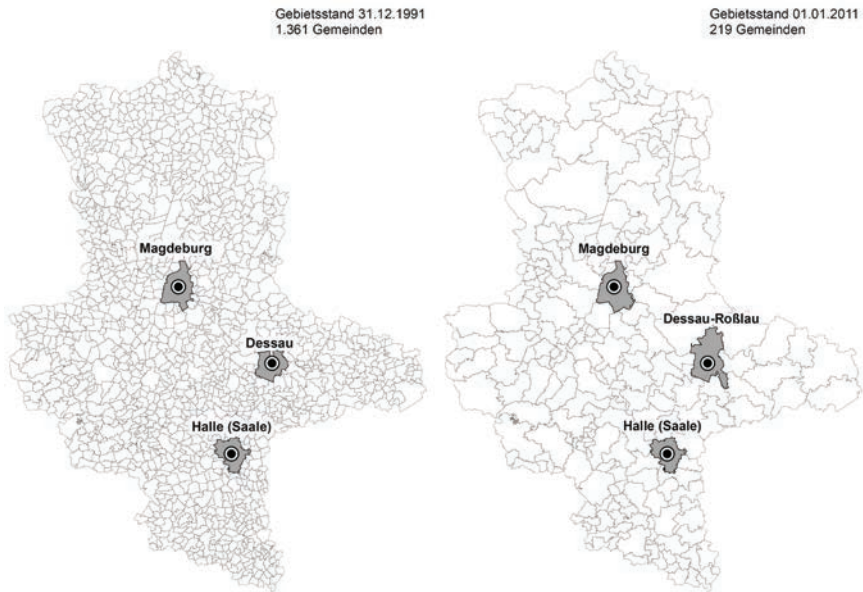 Gebietsstand 31.12.1991
1.361 Gemeinden
Magdeburg
Dessau
Halle (Saale)
Gebietsstand 01.01.2011
219 Gemeinden
Magdeburg
Dessau-Roßlau
Halle (Saale)